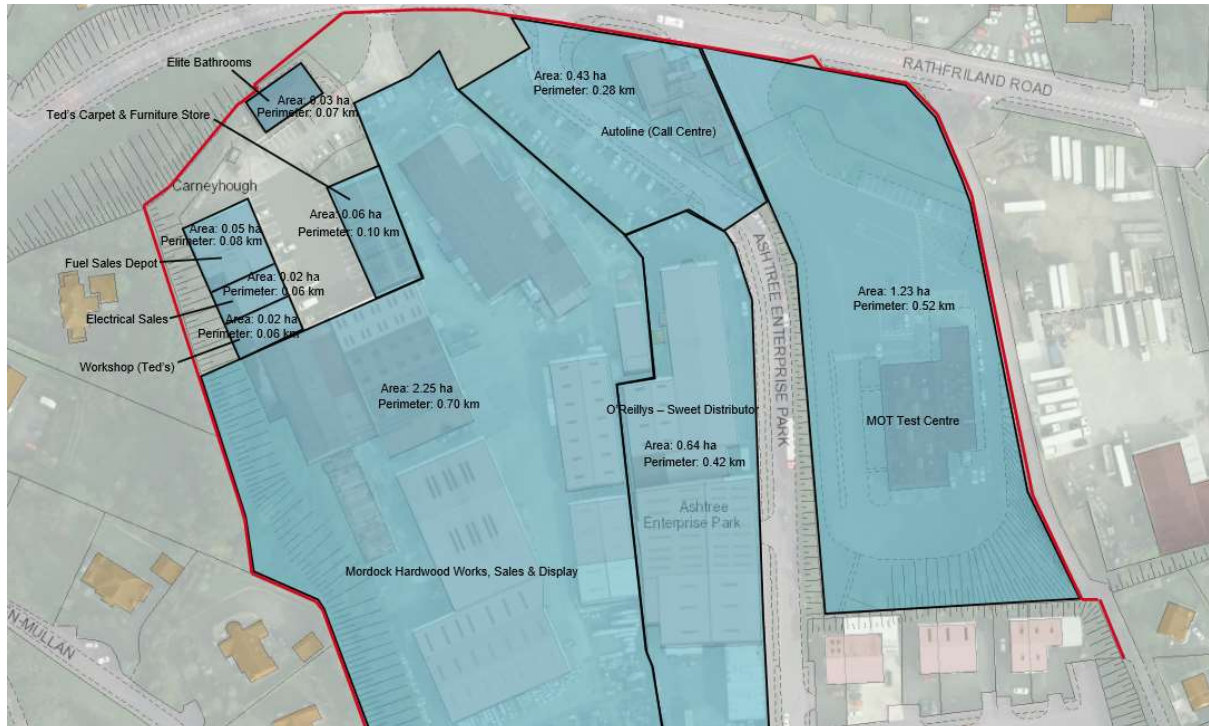 Elite Bathrooms
Area: 0.03 ha
Perimeter: 0.07 km
Ted's Carpet & Furniture Store
Area: 0.43 ha
Perimeter: 0.28 km
Autoline (Call Centre)
RATHFRILAND ROAD
Carneyhough
Area: 0.06 ha
Perimeter: 0.10 km
Area: 0.05 ha
Perimeter: 0.08 km
Fuel Sales Depot
Area: 0.02 ha
Perimeter: 0.06 km
Electrical Sales
Area: 0.02 ha
Perimeter: 0.06 km
Workshop (Ted's)
ASHTREE ENTERPRISE PARK
Area: 1.23 ha
Perimeter: 0.52 km
MOT Test Centre
Area: 2.25 ha
Perimeter: 0.70 km
O'Reillys – Sweet Distributor
Area: 0.64 ha
Perimeter: 0.42 km
Ashtree
Enterprise Park
Mordock Hardwood Works, Sales & Display
N-MULLAN